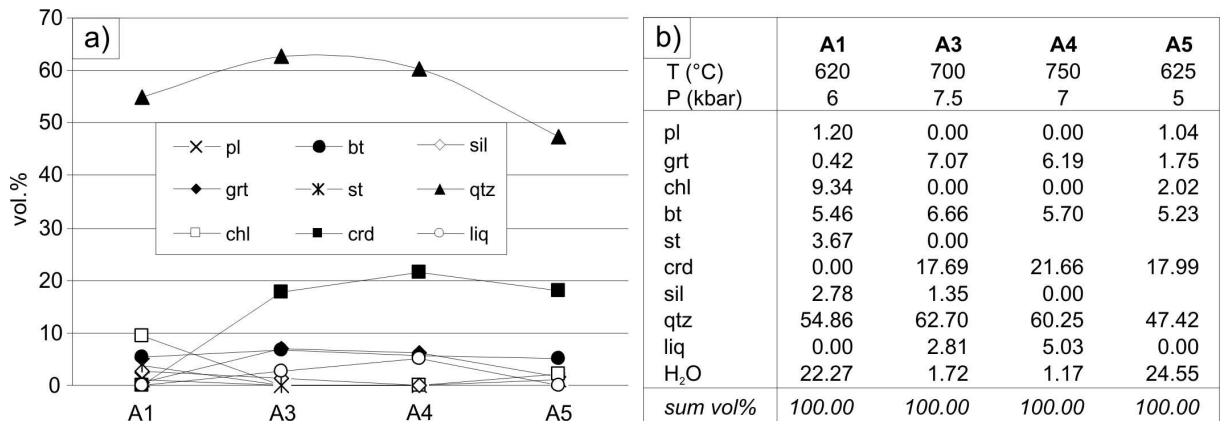 a)
70
60
50
40
30
20
10
0
vol.%
pl bt sil
grt st qtz
chl crd liq
A1 A3 A4 A5
b)
A1 A3 A4 A5
T (°C) 620 700 750 625
P (kbar) 6 7.5 7 5
pl 1.20 0.00 0.00 1.04
grt 0.42 7.07 6.19 1.75
chl 9.34 0.00 0.00 2.02
bt 5.46 6.66 5.70 5.23
st 3.67 0.00
crd 0.00 17.69 21.66 17.99
sil 2.78 1.35 0.00
qtz 54.86 62.70 60.25 47.42
liq 0.00 2.81 5.03 0.00
H₂O 22.27 1.72 1.17 24.55
sum vol% 100.00 100.00 100.00 100.00